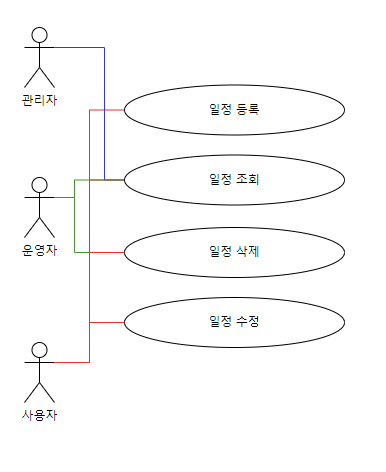 관리자
일정 등록
일정 조회
운영자
일정 삭제
일정 수정
사용자